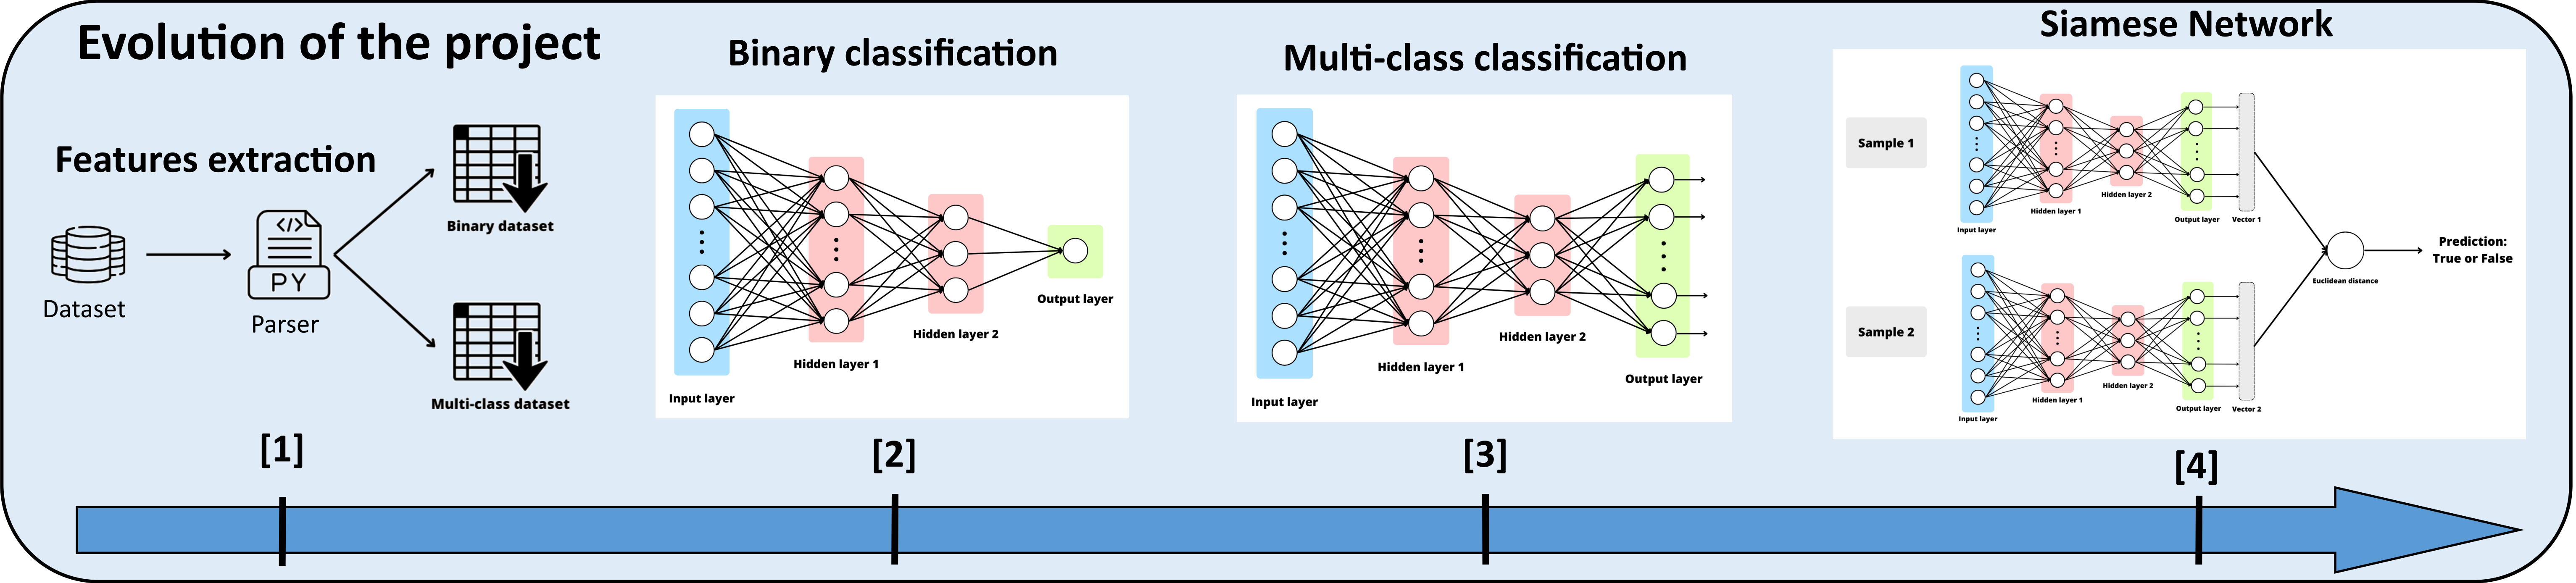 Evolution of the project
Features extraction
Dataset
</>
PY
Parser
Binary dataset
Multi-class dataset
[1]
Binary classification
Input layer
Hidden layer 1
Hidden layer 2
Output layer
[2]
Multi-class classification
Input layer
Hidden layer 1
Hidden layer 2
Output layer
[3]
Siamese Network
Sample 1
Input layer
Hidden layer 1
Hidden layer 2
Output layer
Vector 1
Sample 2
Input layer
Hidden layer 1
Hidden layer 2
Output layer
Vector 2
Euclidean distance
Prediction:
True or False
[4]